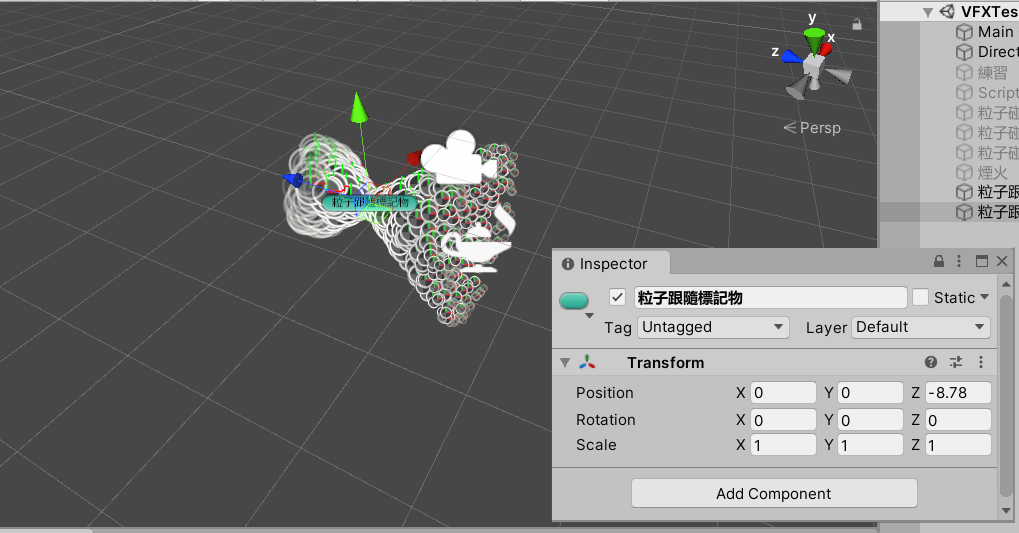 VFXTes
Main
Direct
練習
Script
粒子碰
粒子碰
粒子碰
煙火
粒子跟
粒子跟
y
x
z
Persp
粒子跟隨標記物
Inspector
粒子跟隨標記物
Static
Tag Untagged Layer Default
Transform
Position X 0 Y 0 Z -8.78
Rotation X 0 Y 0 Z 0
Scale X 1 Y 1 Z 1
Add Component